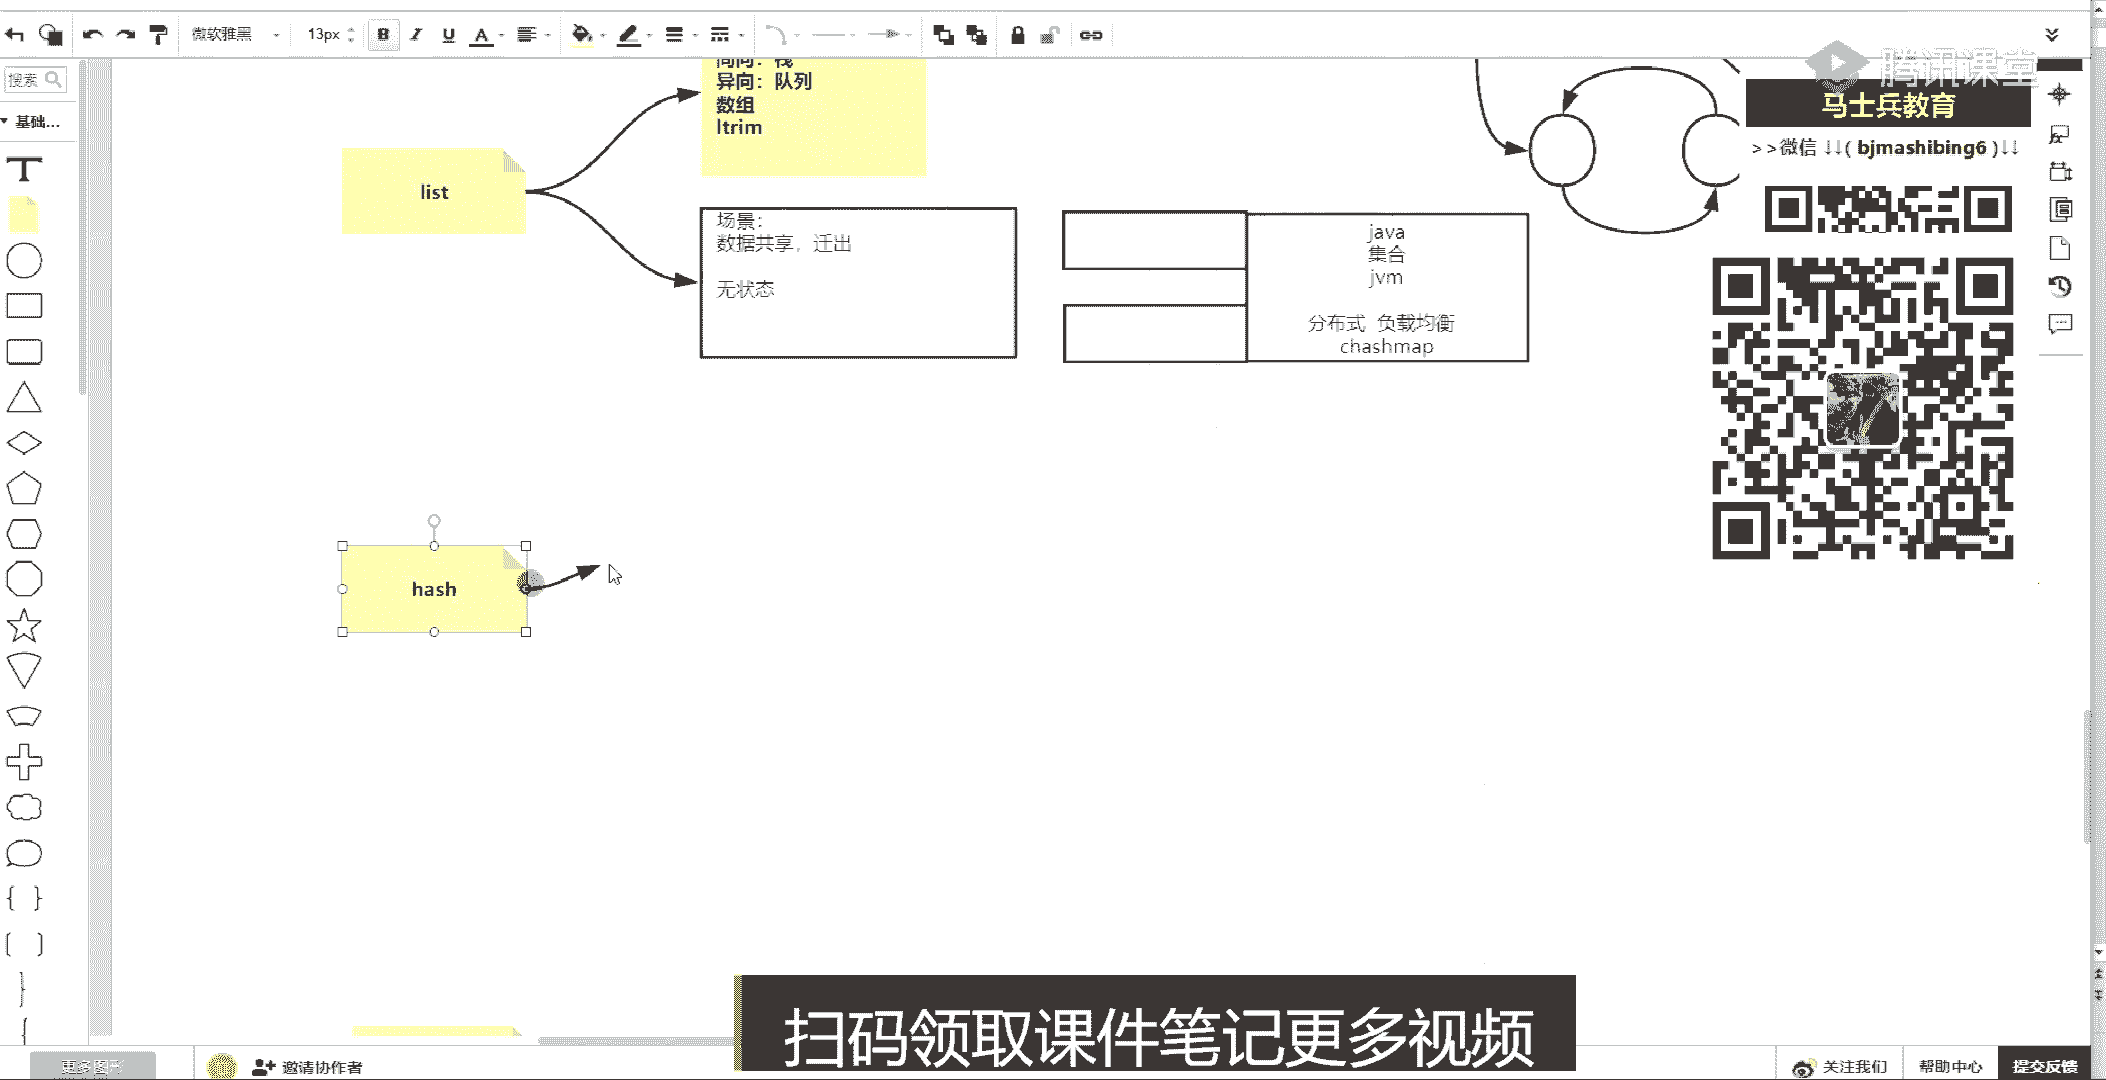 微软雅黑
13px
B
I
U
A
搜索
基础...
T
同向：栈
异向：队列
数组
ltrim
list
场景：
数据共享，迁出
无状态
java
集合
jvm
分布式 负载均衡
chashmap
腾讯课堂
马士兵教育
>>微信 ↓↓( bjmashibing6 )↓↓
hash
扫码领取课件笔记更多视频
更多图形
邀请协作者
关注我们
帮助中心
提交反馈